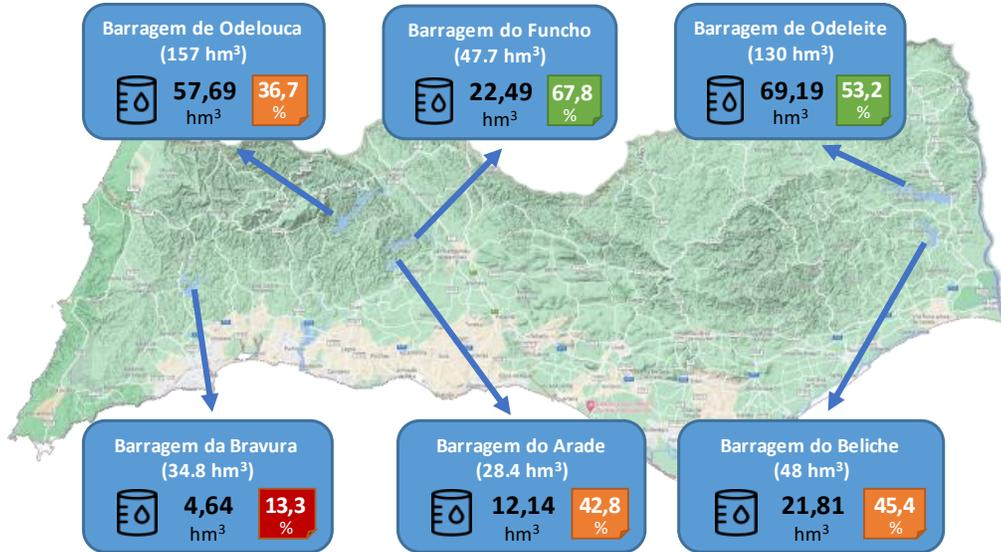 Barragem de Odelouca
(157 hm³)
57,69
hm³
36,7
%
Barragem do Funcho
(47.7 hm³)
22,49
hm³
67,8
%
Barragem de Odeleite
(130 hm³)
69,19
hm³
53,2
%
Barragem da Bravura
(34.8 hm³)
4,64
hm³
13,3
%
Barragem do Arade
(28.4 hm³)
12,14
hm³
42,8
%
Barragem do Beliche
(48 hm³)
21,81
hm³
45,4
%